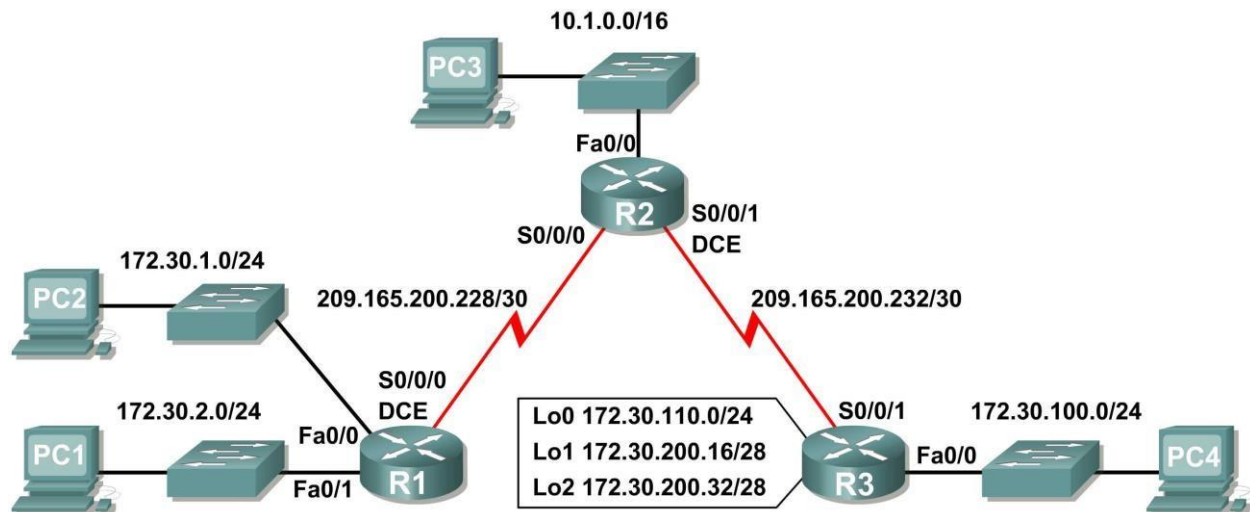 10.1.0.0/16
PC3
Fa0/0
R2
S0/0/0
S0/0/1
DCE
172.30.1.0/24
PC2
209.165.200.228/30
209.165.200.232/30
S0/0/0
DCE
172.30.2.0/24
Fa0/0
PC1
Fa0/1
R1
Lo0 172.30.110.0/24
Lo1 172.30.200.16/28
Lo2 172.30.200.32/28
S0/0/1
R3
Fa0/0
172.30.100.0/24
PC4